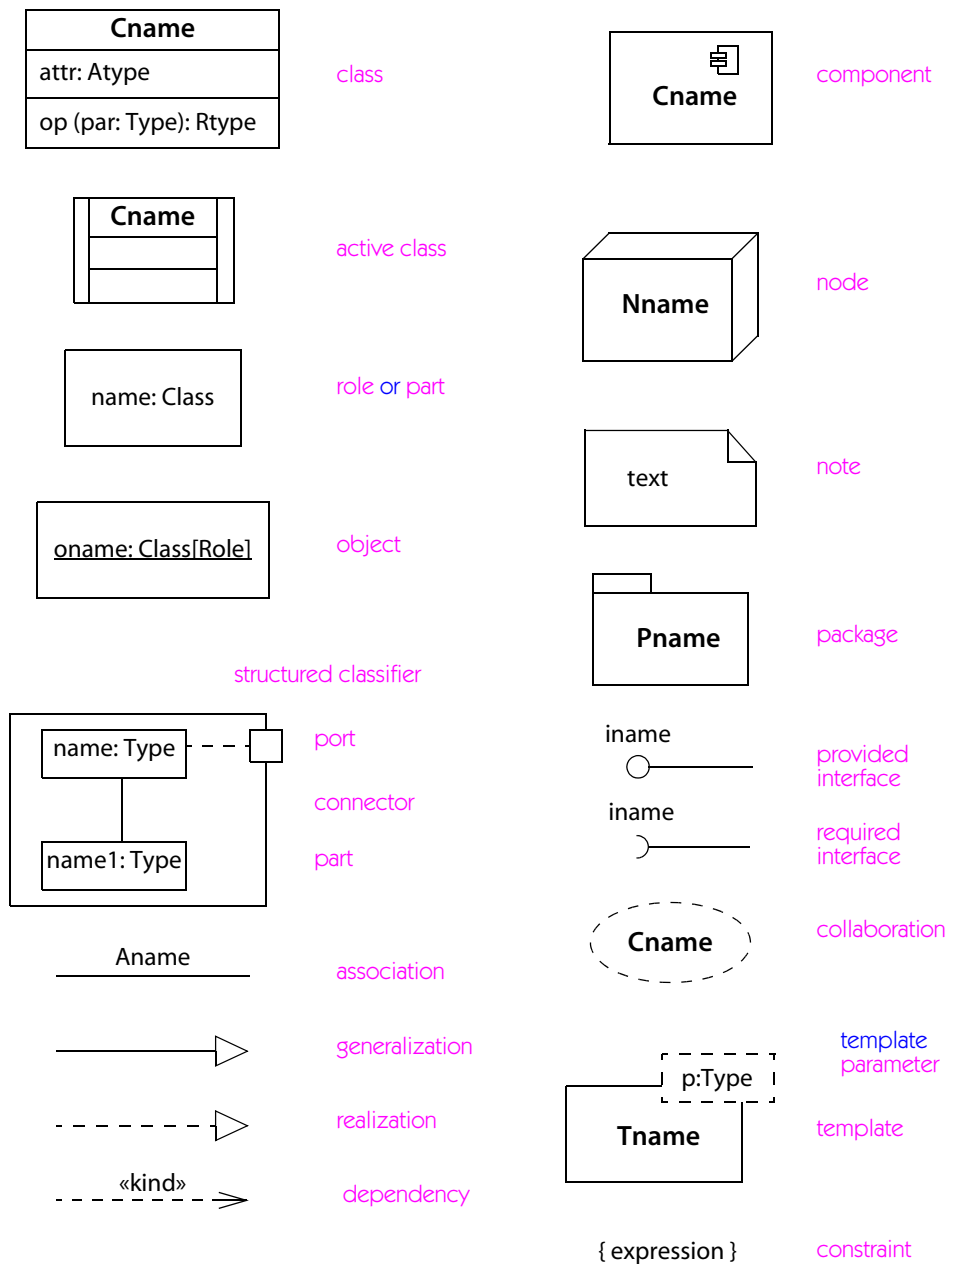 Cname
attr: Atype
op (par: Type): Rtype
class
Cname
active class
name: Class
role or part
oname: Class[Role]
object
structured classifier
name: Type
port
connector
name1: Type
part
Aname
association
generalization
realization
«kind»
dependency
Cname
component
Nname
node
text
note
Pname
package
iname
provided
interface
iname
required
interface
Cname
collaboration
template
parameter
p:Type
Tname
template
{ expression }
constraint